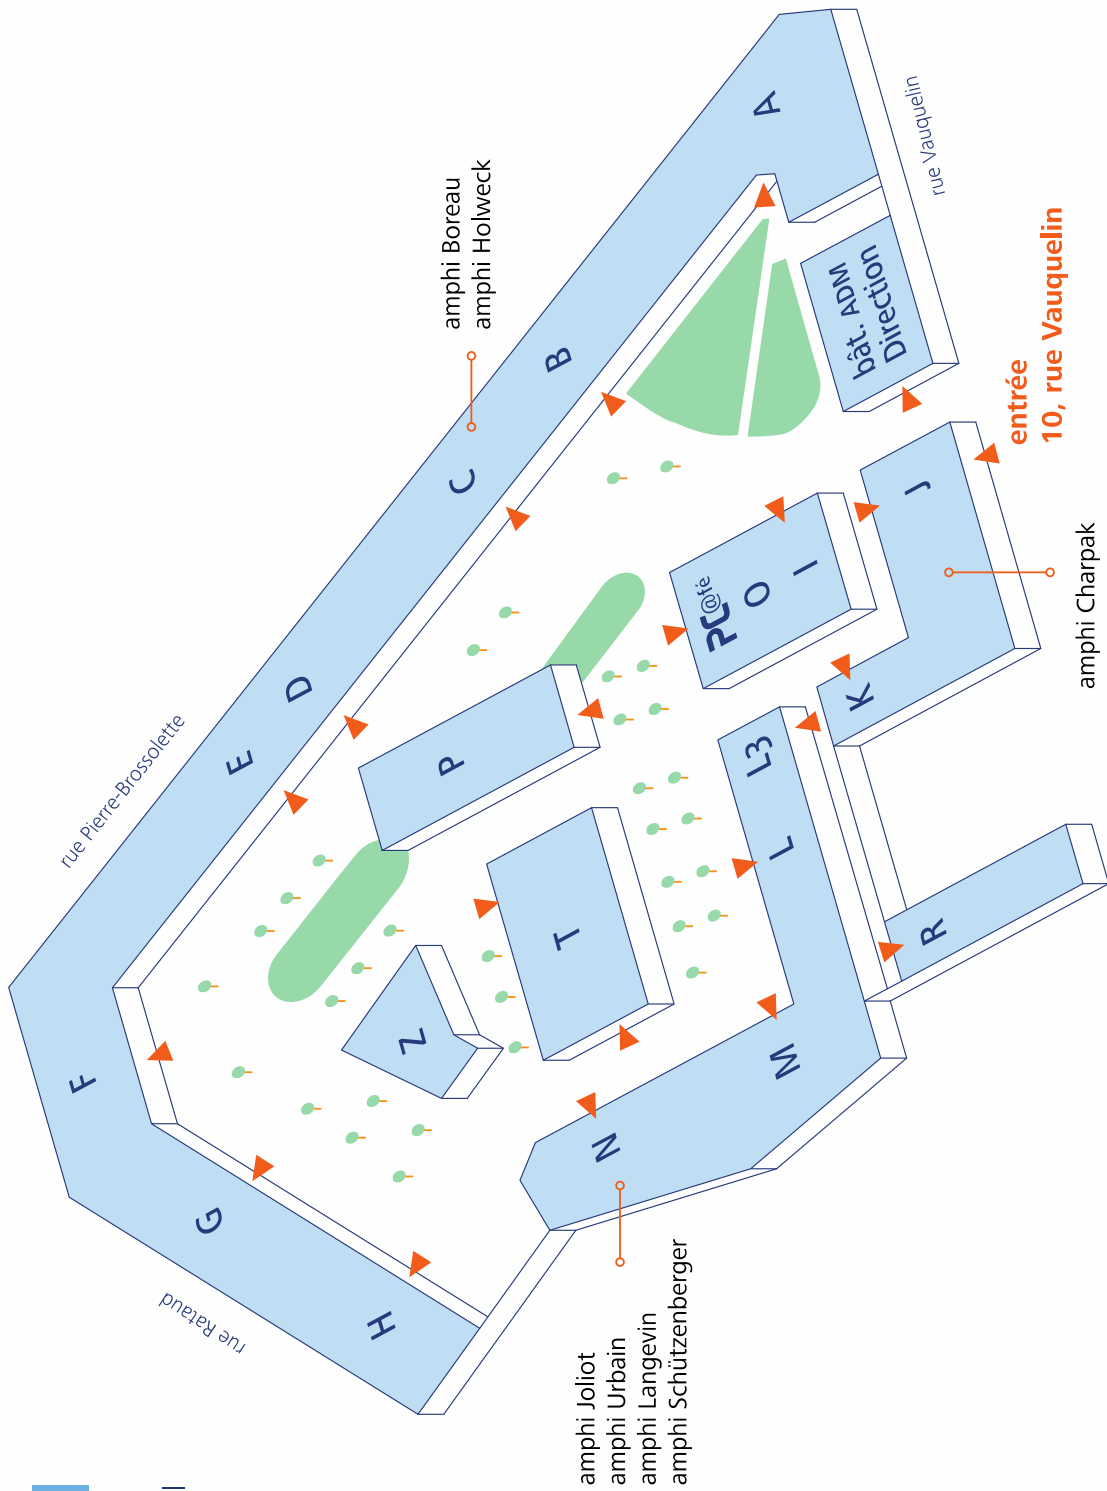 rue Pierre-Brossolette
rue Rataud
rue Vauquelin
amphi Boreau
amphi Holweck
entrée
10, rue Vauquelin
amphi Charpak
amphi Joliot
amphi Urbain
amphi Langevin
amphi Schützenberger
bât. ADM
Direction
A
B
C
D
E
F
G
H
P
Z
T
PC@fé
O
I
J
K
L3
L
M
N
R